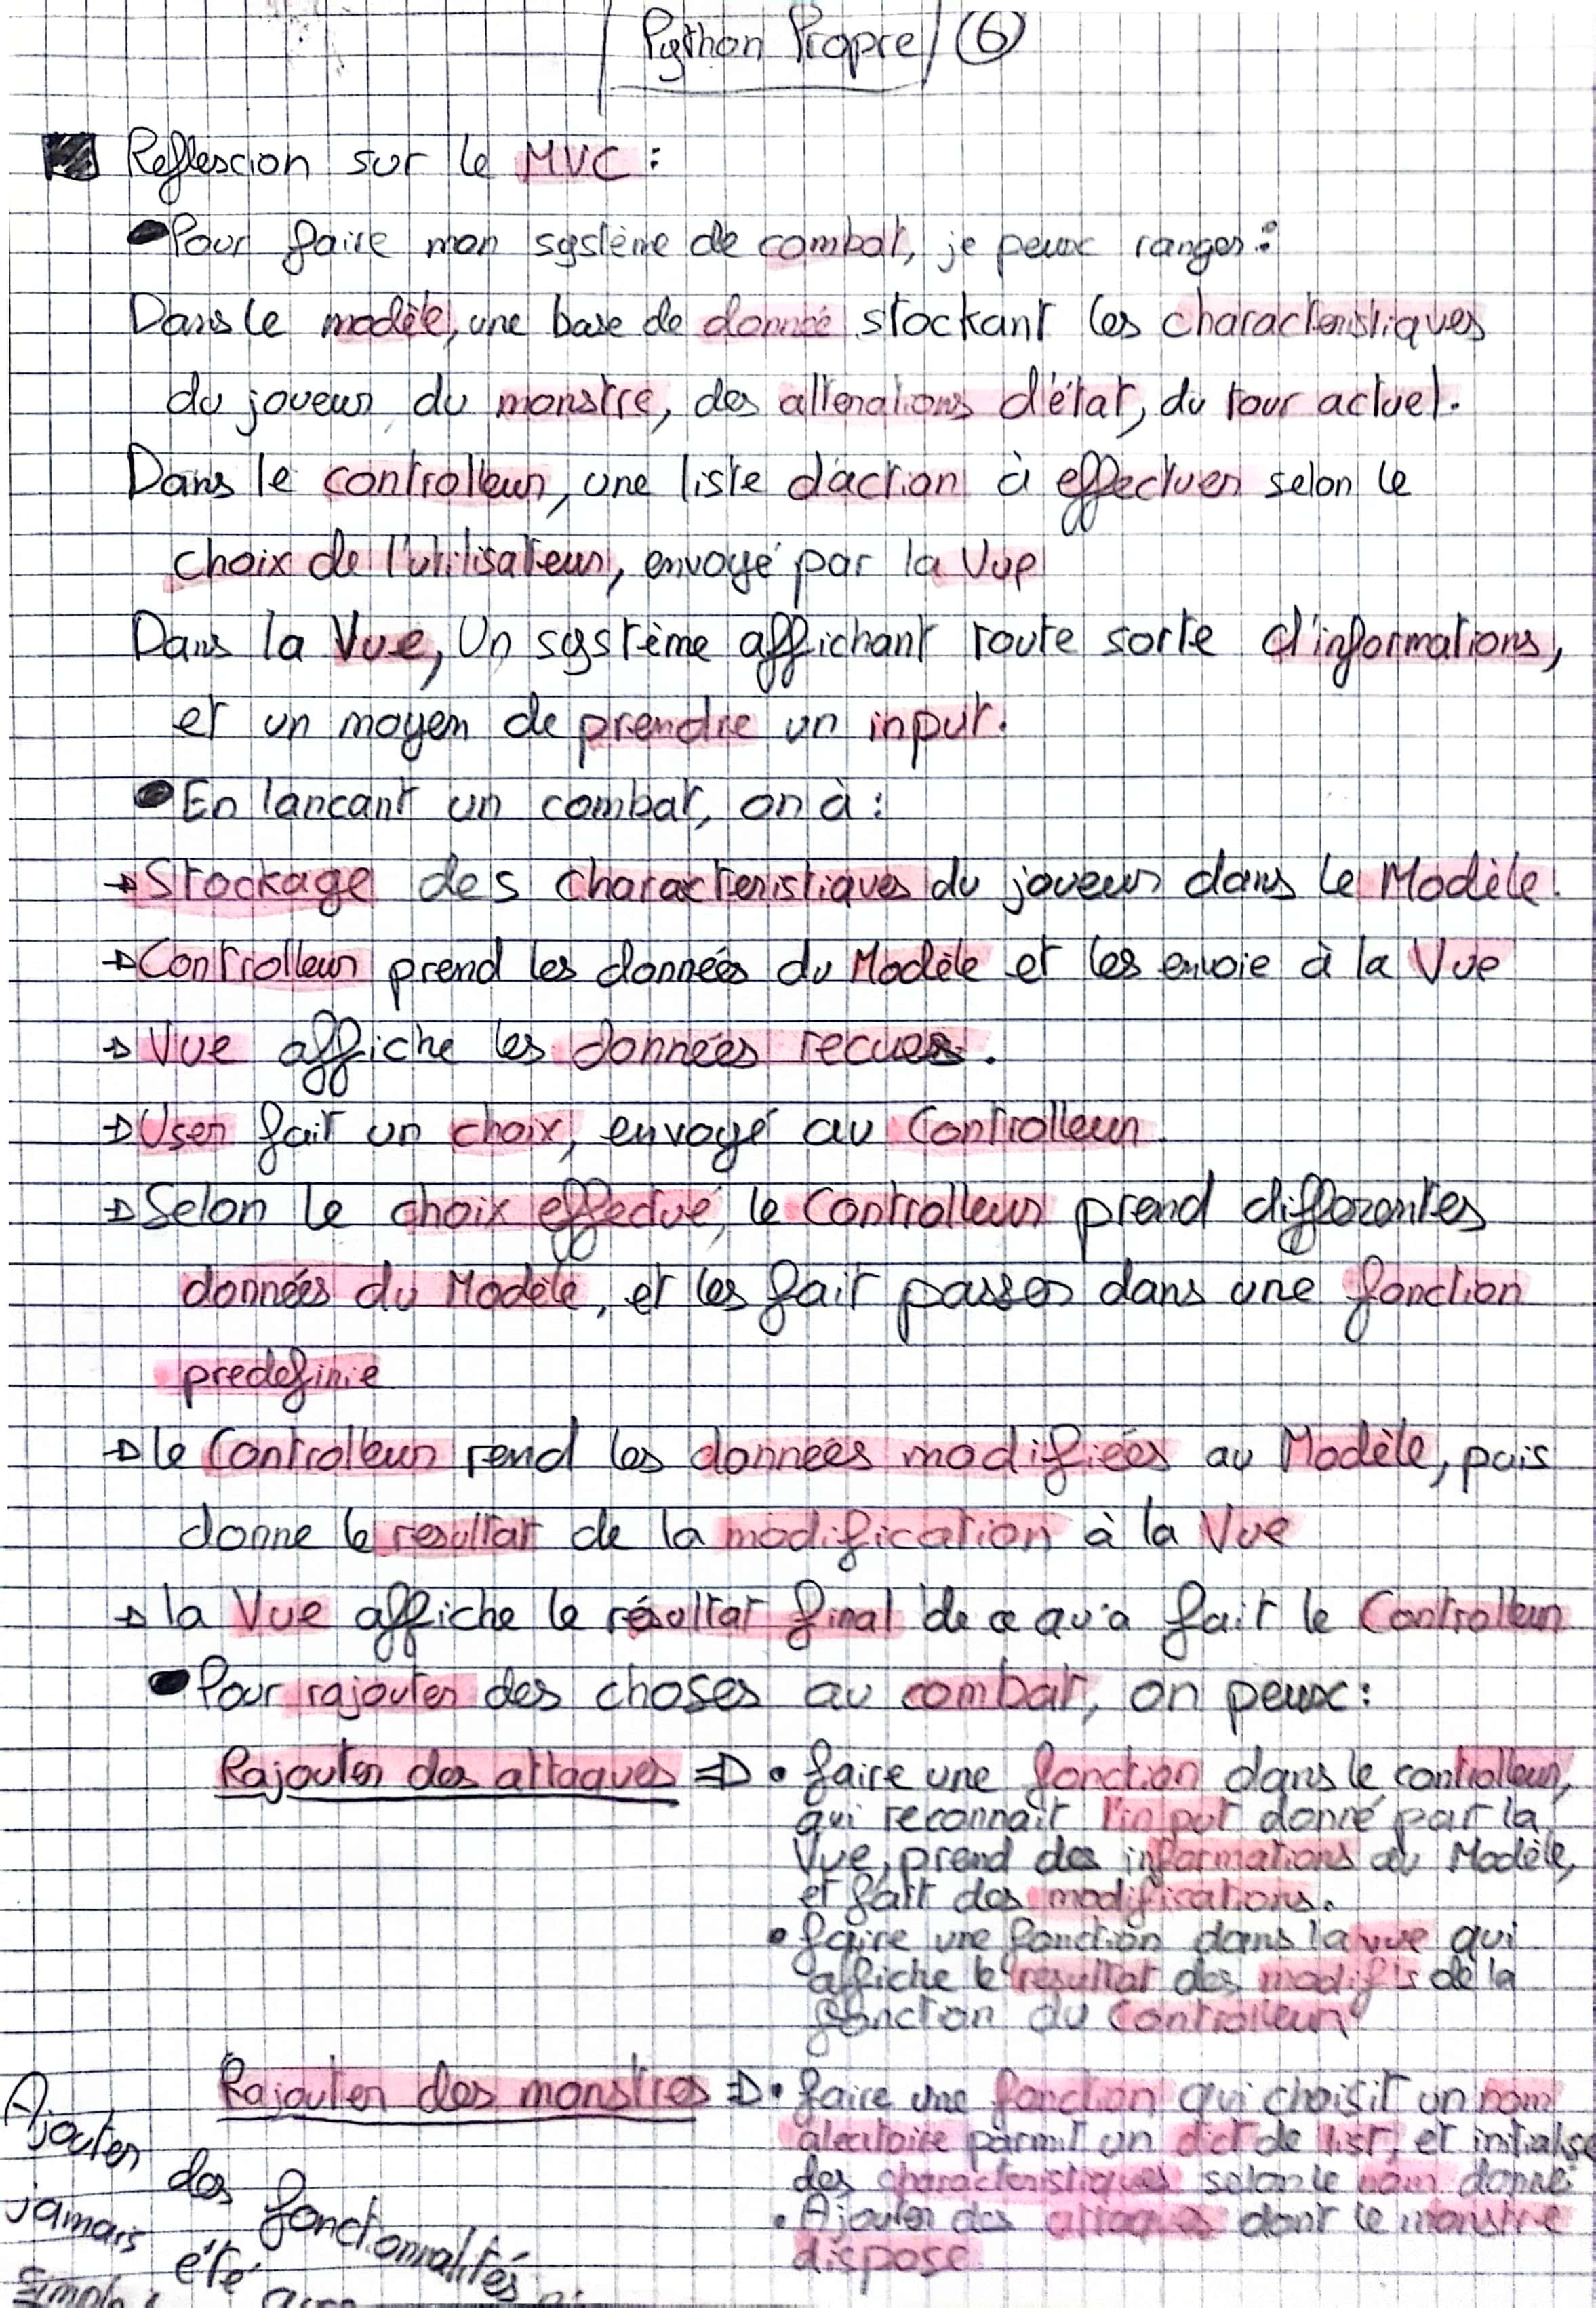 Python Propre 6
Reflexcion sur le MVC :
Pour faire mon système de combat, je peux ranger :
Dans le modèle, une base de donnée stockant les characteristiques
du joueur, du monstre, des altterations d'état, du tour actuel.
Dans le controlleur, une liste d'action à effectuer selon le
choix de l'utilisateur, envoyé par la Vue
Dans la Vue, Un système affichant toute sorte d'informations,
et un moyen de prendre un input.
En lancant un combat, on à :
→ Stockage des characteristiques du joueur dans le Modèle.
→ Controlleur prend les données du Modèle et les envoie à la Vue
→ Vue affiche les données recues.
→ User fait un choix, envoyé au Controlleur.
→ Selon le choix effectué, le Controlleur prend differentes
données du Modèle, et les fait passer dans une fonction
predefinie
→ le Controlleur rend les données modifiées au Modèle, puis
donne le resultat de la modification à la Vue
→ la Vue affiche le résultat final de ce qu'a fait le Controlleur
Pour rajouter des choses au combat, on peux :
Rajouter des attaques ⇒ • faire une fonction dans le controlleur,
qui reconnait l'input donné par la
Vue, prend des informations au Modèle,
et fait des modifications.
• faire une fonction dans la vue qui
affiche le resultat des modifs de la
fonction du Controlleur
Rajouter des monstres ⇒ • faire une fonction qui choisit un nom
aleatoire parmit un dict de list, et initialise
des characteristiques selon le nom donné
• Ajouter des attaques dont le monstre
dispose
Ajouter des fonctionnalités
jamais été